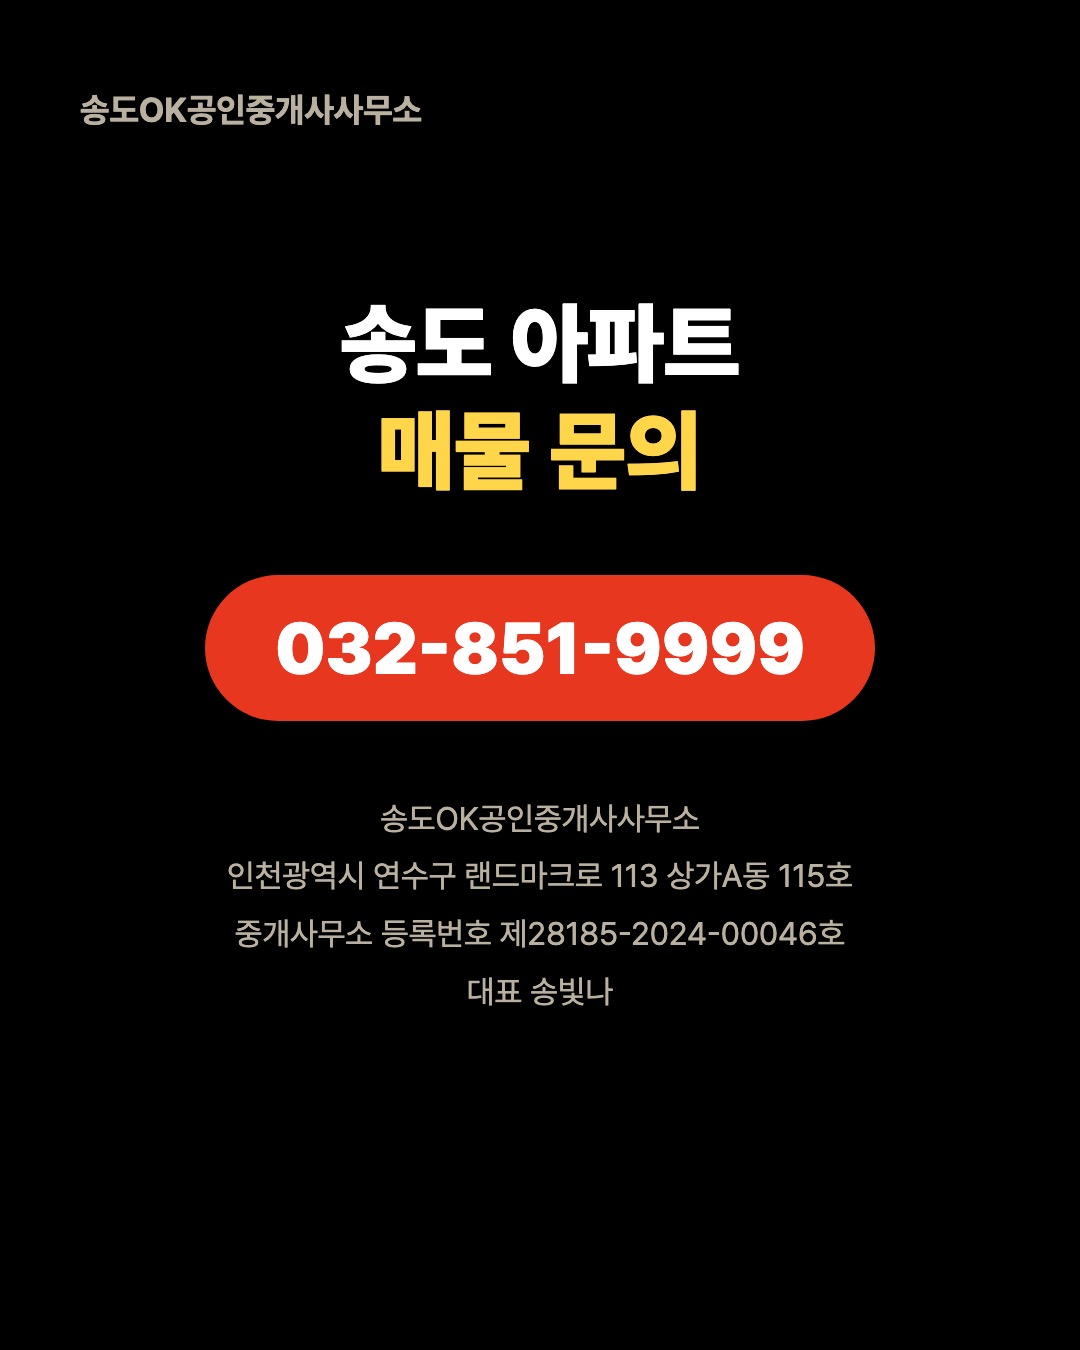 송도OK공인중개사사무소
송도 아파트
매물 문의
032-851-9999
송도OK공인중개사사무소
인천광역시 연수구 랜드마크로 113 상가A동 115호
중개사무소 등록번호 제28185-2024-00046호
대표 송빛나